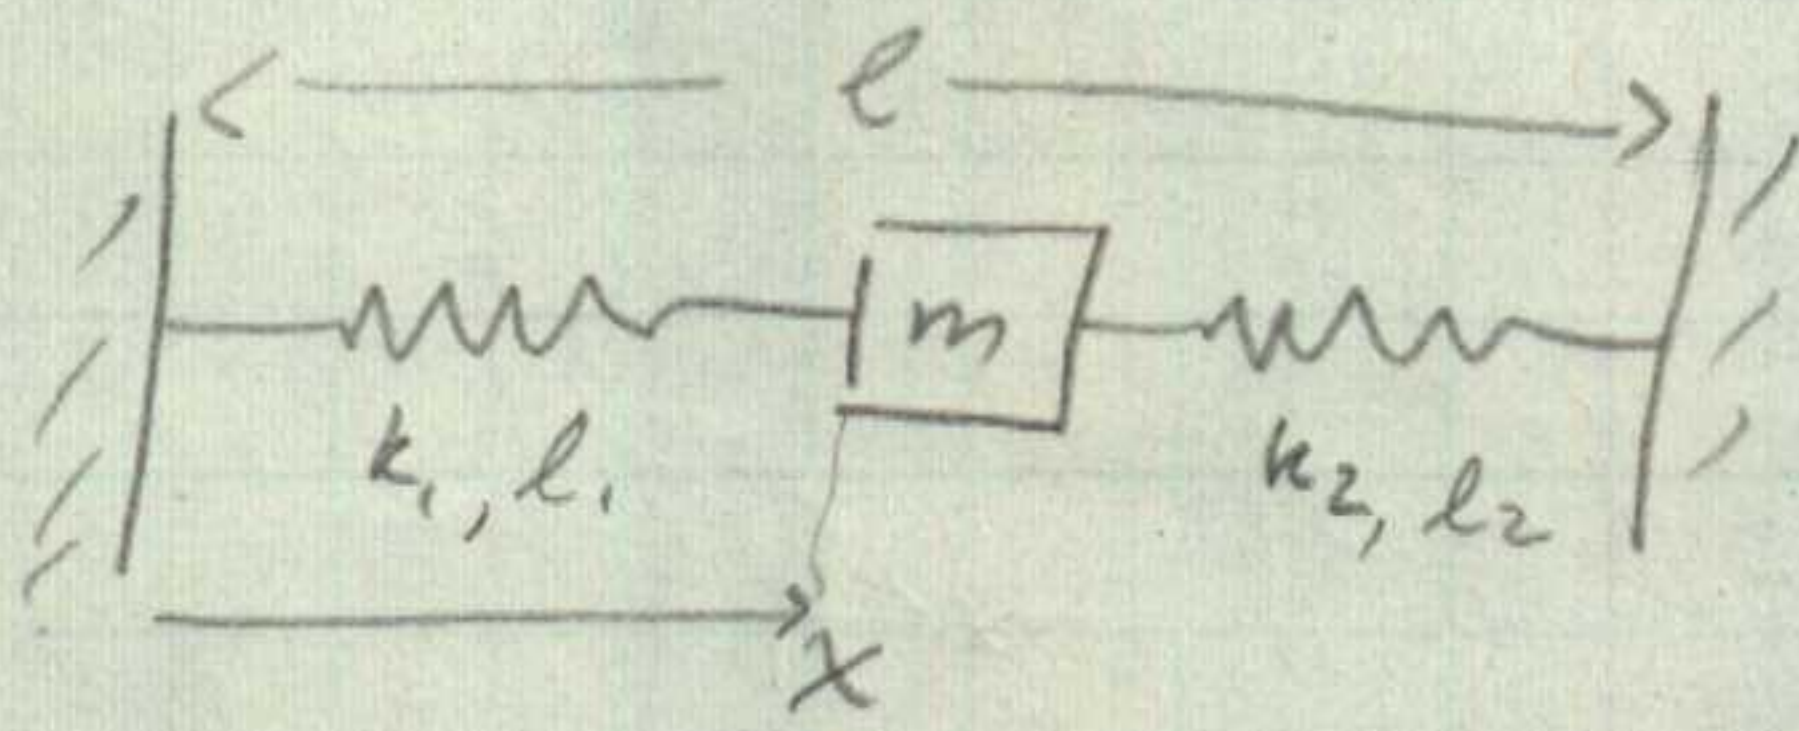 ℓ
m
k₁, ℓ₁
k₂, ℓ₂
x